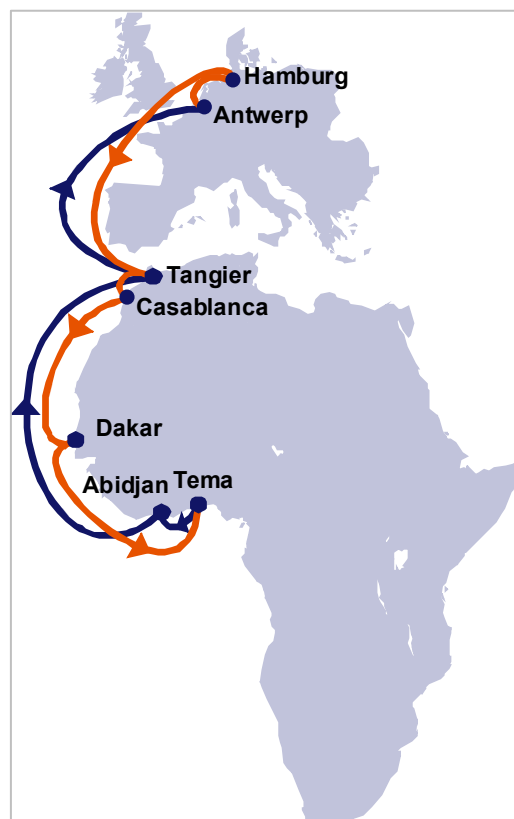 Hamburg
Antwerp
Tangier
Casablanca
Dakar
Abidjan Tema